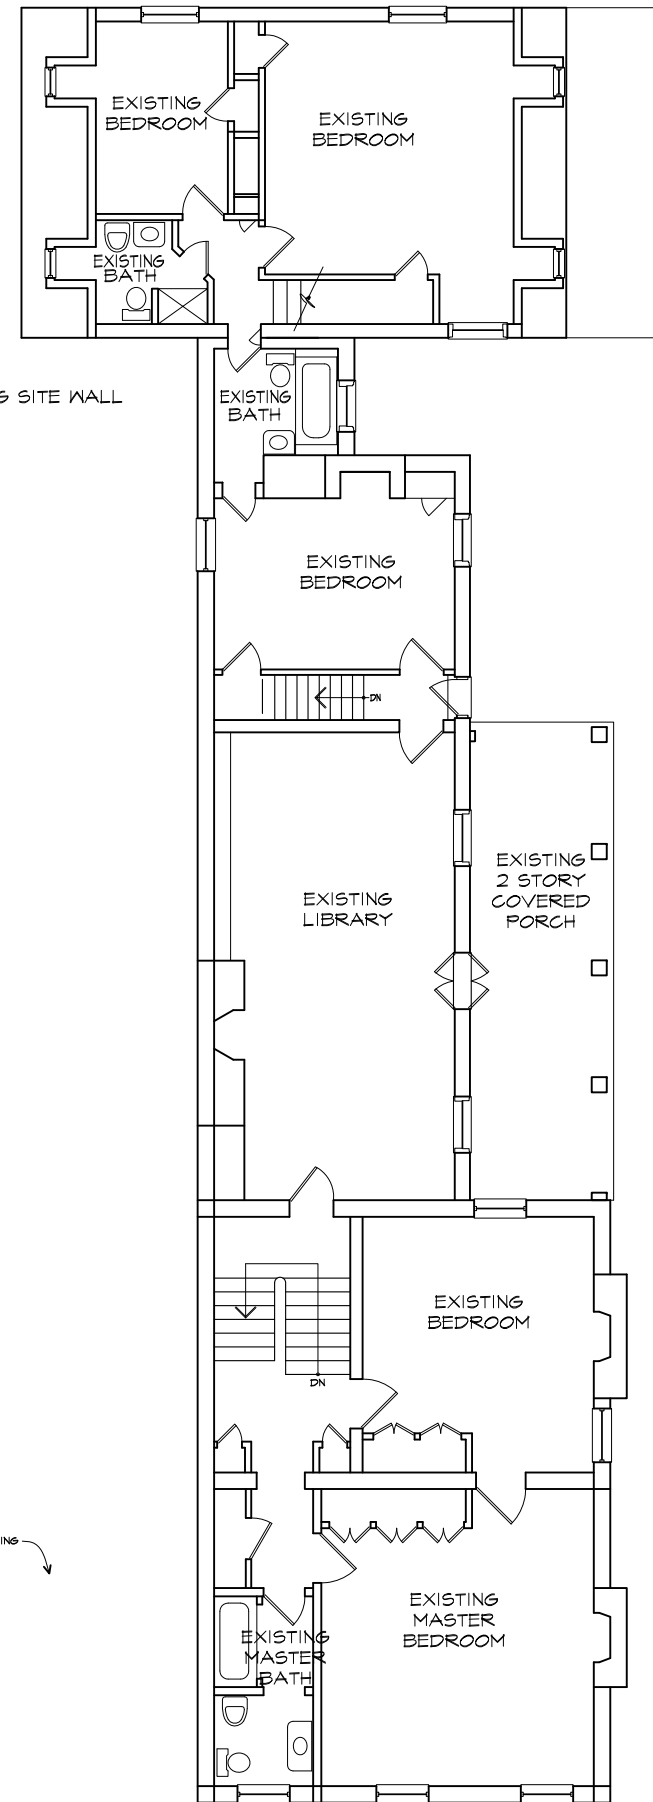 EXISTING
BEDROOM
EXISTING
BEDROOM
EXISTING
BATH
SITE WALL
EXISTING
BATH
EXISTING
BEDROOM
DN
EXISTING
2 STORY
COVERED
PORCH
EXISTING
LIBRARY
EXISTING
BEDROOM
DN
EXISTING
MASTER
BEDROOM
EXISTING
MASTER
BATH